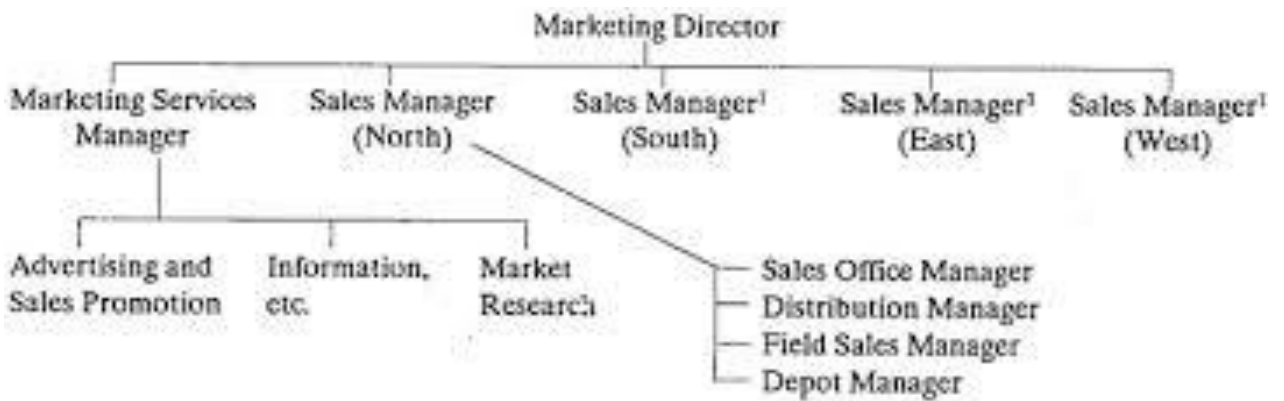 Marketing Director
Marketing Services
Manager
Sales Manager
(North)
Sales Manager¹
(South)
Sales Manager¹
(East)
Sales Manager¹
(West)
Advertising and
Sales Promotion
Information,
etc.
Market
Research
Sales Office Manager
Distribution Manager
Field Sales Manager
Depot Manager